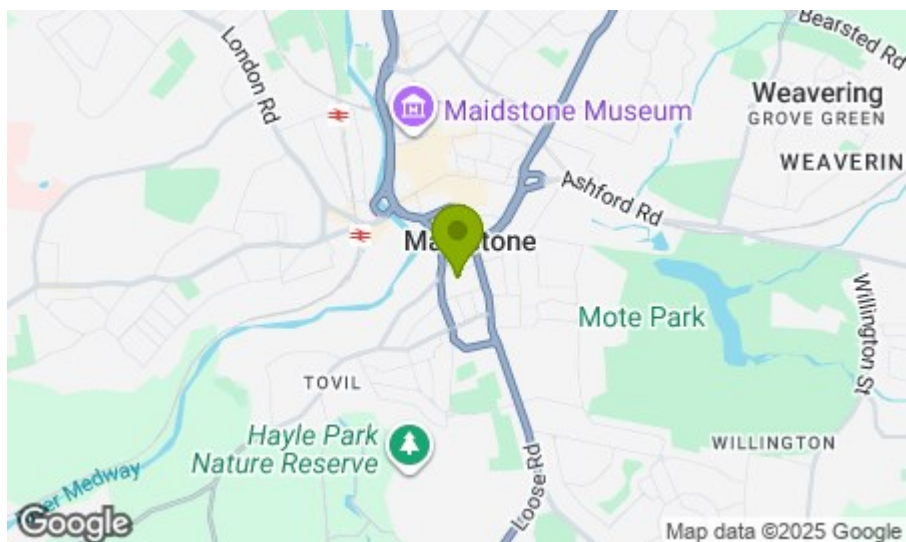 Bearsted Rd
London Rd
Weavering
GROVE GREEN
Maidstone Museum
WEAVERIN
Ashford Rd
Maidstone
Mote Park
Willington St
TOVIL
Hayle Park
Nature Reserve
WILLINGTON
Loose Rd
Medway
Google
Map data ©2025 Google